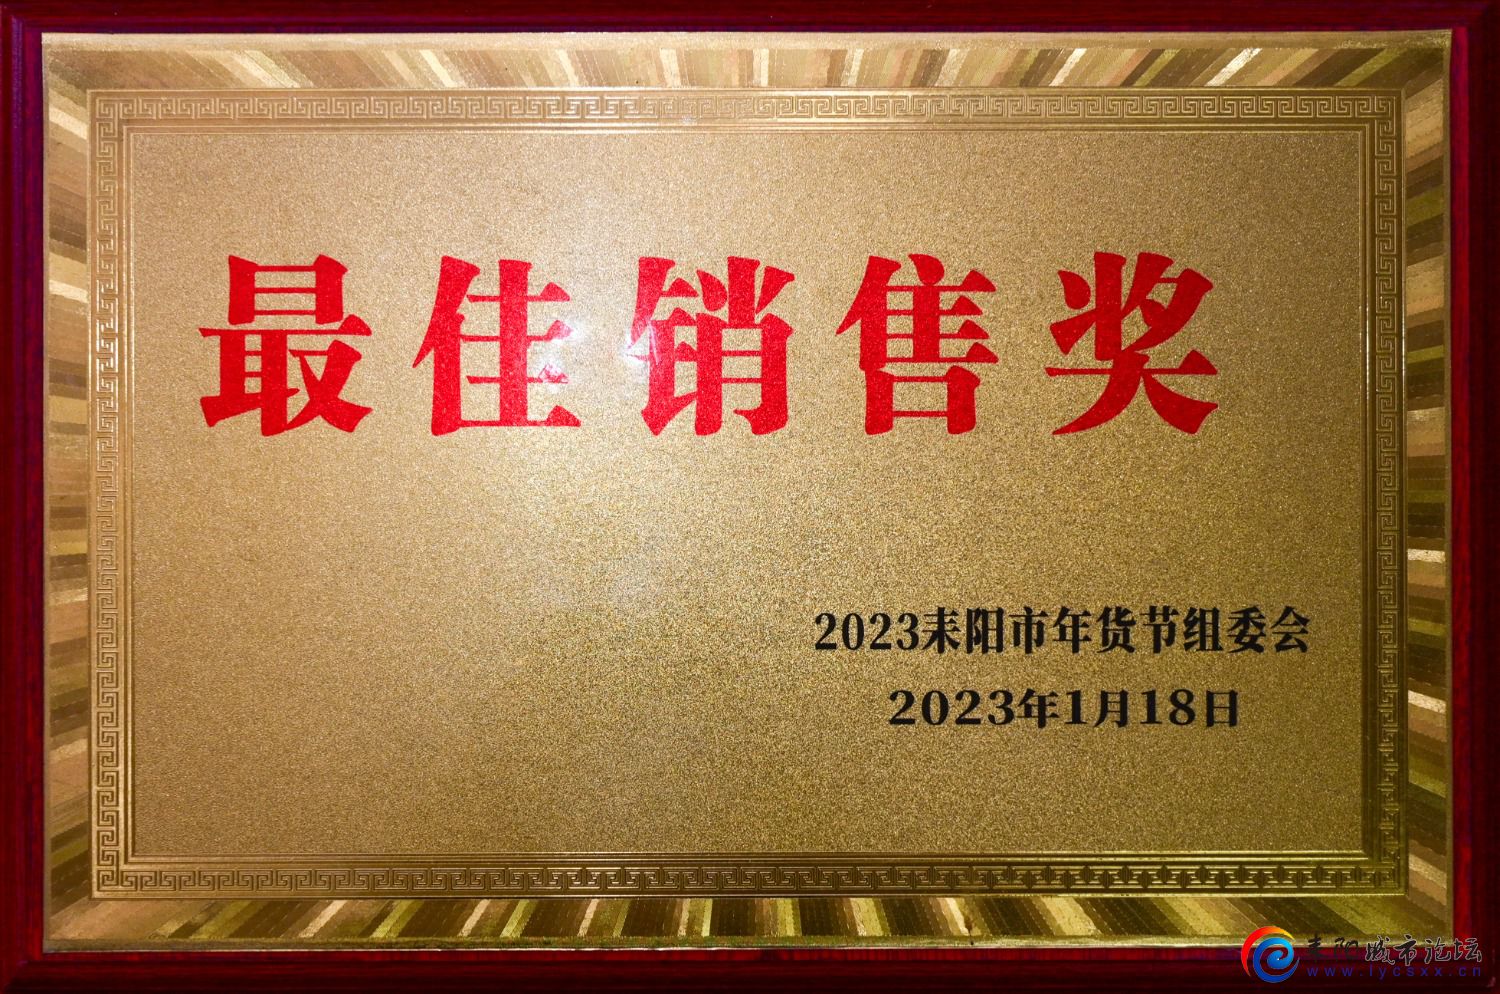 最佳销售奖
2023耒阳市年货节组委会
2023年1月18日
耒阳城市论坛
www.lycsxx.cn